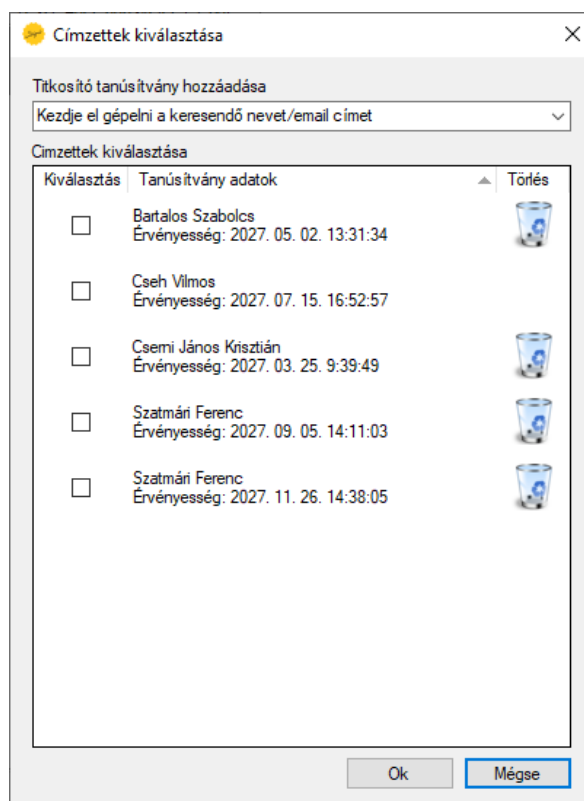 Címzettek kiválasztása
Titkosító tanúsítvány hozzáadása
Kezdje el gépelni a keresendő nevet/email címet
Cimzettek kiválasztása
Kiválasztás Tanúsítvány adatok Törlés
Bartalos Szabolcs
Érvényesség: 2027. 05. 02. 13:31:34
Cseh Vilmos
Érvényesség: 2027. 07. 15. 16:52:57
Csemi János Krisztián
Érvényesség: 2027. 03. 25. 9:39:49
Szatmári Ferenc
Érvényesség: 2027. 09. 05. 14:11:03
Szatmári Ferenc
Érvényesség: 2027. 11. 26. 14:38:05
Ok Mégse